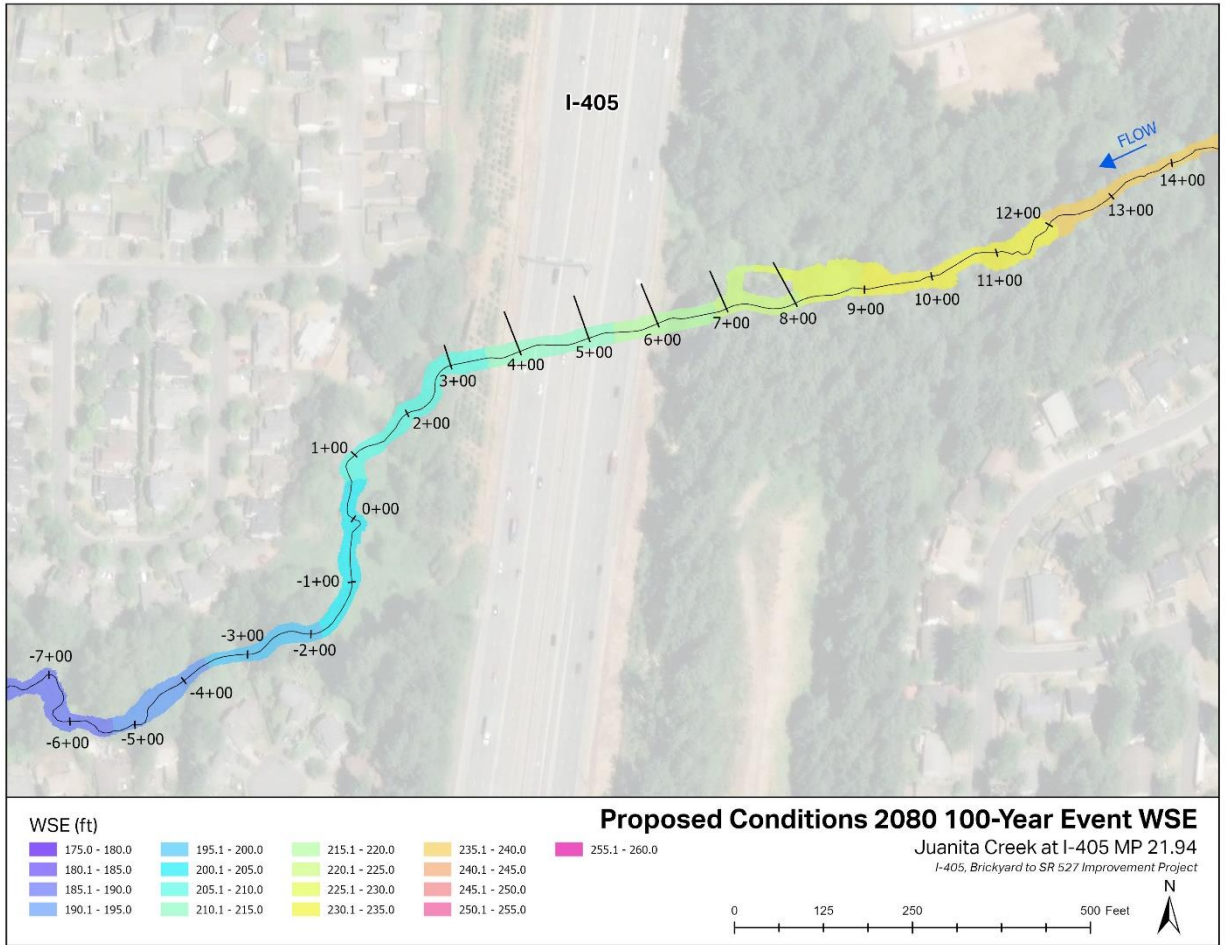 I-405
FLOW
14+00
13+00
12+00
11+00
10+00
9+00
8+00
7+00
6+00
5+00
4+00
3+00
2+00
1+00
0+00
-1+00
-2+00
-3+00
-4+00
-5+00
-6+00
-7+00
WSE (ft)
175.0 - 180.0
180.1 - 185.0
185.1 - 190.0
190.1 - 195.0
195.1 - 200.0
200.1 - 205.0
205.1 - 210.0
210.1 - 215.0
215.1 - 220.0
220.1 - 225.0
225.1 - 230.0
230.1 - 235.0
235.1 - 240.0
240.1 - 245.0
245.1 - 250.0
250.1 - 255.0
255.1 - 260.0
Proposed Conditions 2080 100-Year Event WSE
Juanita Creek at I-405 MP 21.94
I-405, Brickyard to SR 527 Improvement Project
N
0 125 250 500 Feet